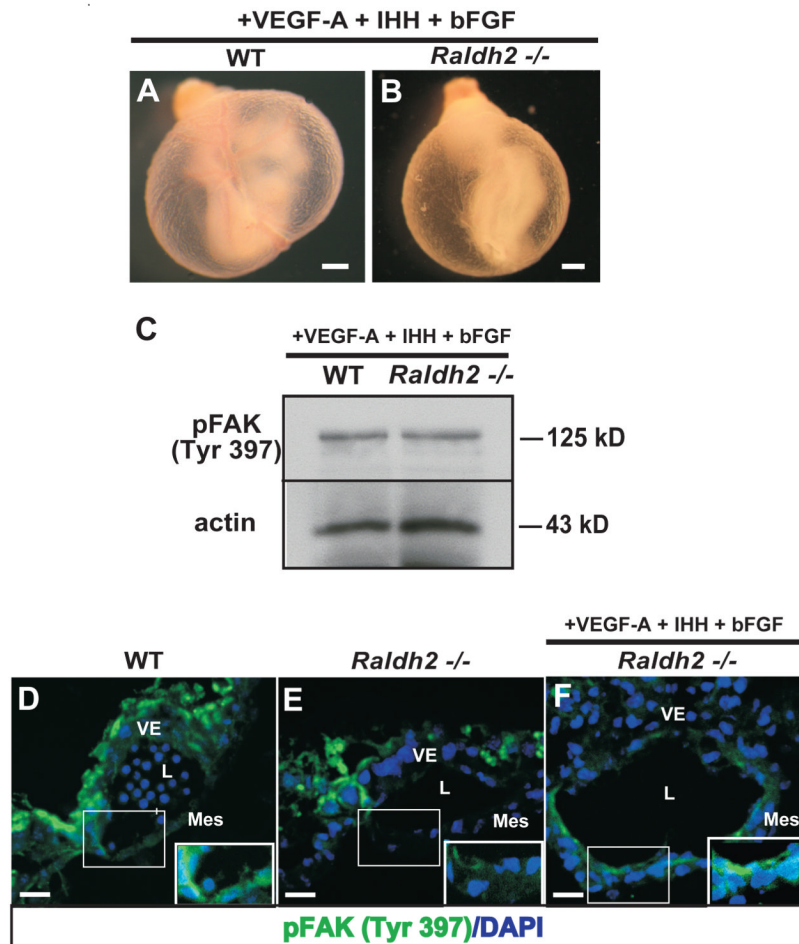 +VEGF-A + IHH + bFGF
WT Raldh2 -/-
A B
C
+VEGF-A + IHH + bFGF
WT Raldh2 -/-
pFAK
(Tyr 397)
125 kD
actin
43 kD
+VEGF-A + IHH + bFGF
WT Raldh2 -/- Raldh2 -/-
D E F
VE VE VE
L L L
Mes Mes Mes
pFAK (Tyr 397)/DAPI